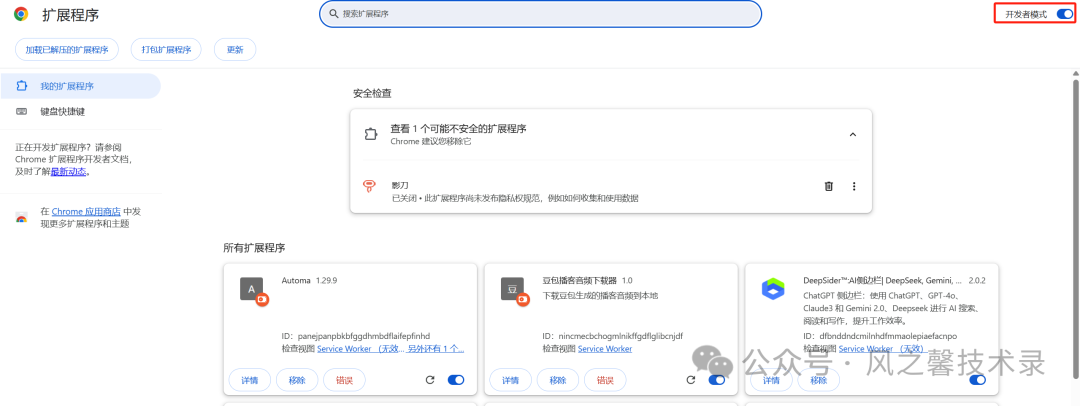 扩展程序
搜索扩展程序
开发者模式
加载已解压的扩展程序
打包扩展程序
更新
我的扩展程序
键盘快捷键
正在开发扩展程序？请参阅
Chrome 扩展程序开发者文档，
及时了解最新动态。
在 Chrome 应用商店 中发
现更多扩展程序和主题
安全检查
查看 1 个可能不安全的扩展程序
Chrome 建议您移除它
影刀
已关闭 • 此扩展程序尚未发布隐私权规范，例如如何收集和使用数据
所有扩展程序
A
Automa 1.29.9
ID：panejpanpbkbfggdhmbdflaifepfinhd
检查视图 Service Worker （无效... 另外还有 1 个...
详情
移除
错误
豆
豆包播客音频下载器 1.0
下载豆包生成的播客音频到本地
ID：nincmecbchogmlnikffgdflglibcnjdf
检查视图 Service Worker
详情
移除
错误
DeepSider™:AI侧边栏| DeepSeek, Gemini, ... 2.0.2
ChatGPT 侧边栏：使用 ChatGPT、GPT-4o、
Claude3 和 Gemini 2.0、Deepseek 进行 AI 搜索、
阅读和写作，提升工作效率。
ID：dfbnddndcmilnhdfmmaolepiaefacnpo
检查视图 Service Worker （无效）
详情
移除
公众号 · 风之馨技术录